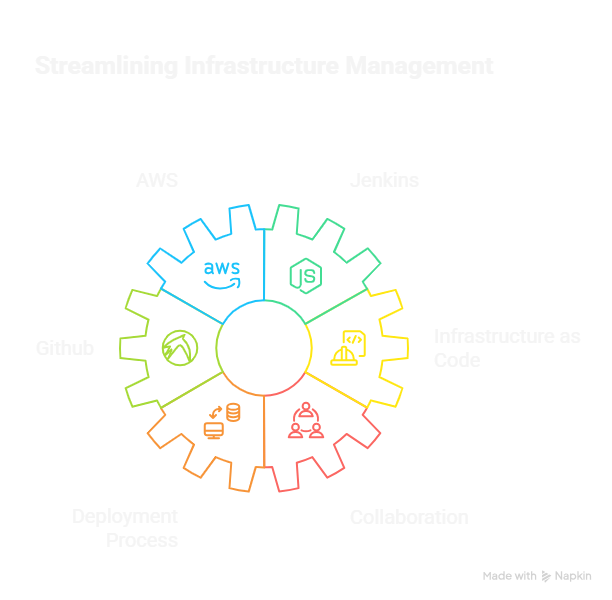 Streamlining Infrastructure Management
AWS
Jenkins
aws
JS
Github
Infrastructure as
Code
Deployment
Process
Collaboration
Made with Napkin